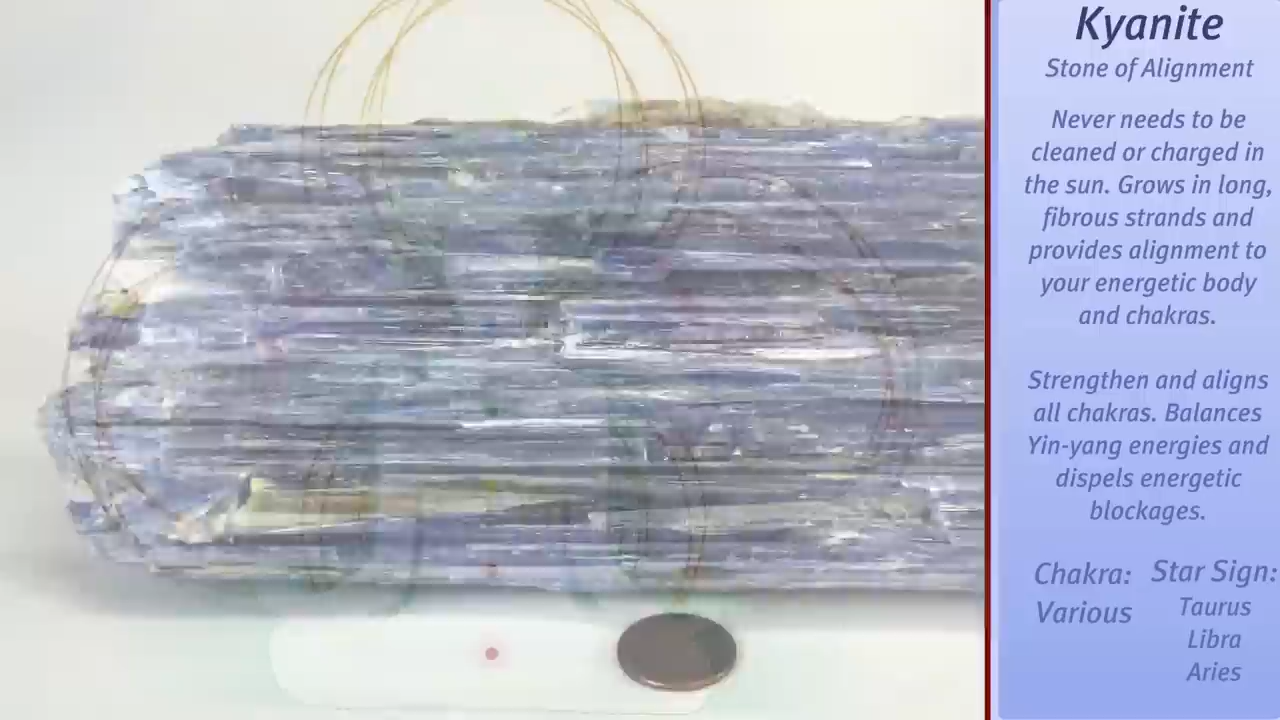 Kyanite
Stone of Alignment
Never needs to be
cleaned or charged in
the sun. Grows in long,
fibrous strands and
provides alignment to
your energetic body
and chakras.
Strengthen and aligns
all chakras. Balances
Yin-yang energies and
dispels energetic
blockages.
Chakra:
Various
Star Sign:
Taurus
Libra
Aries